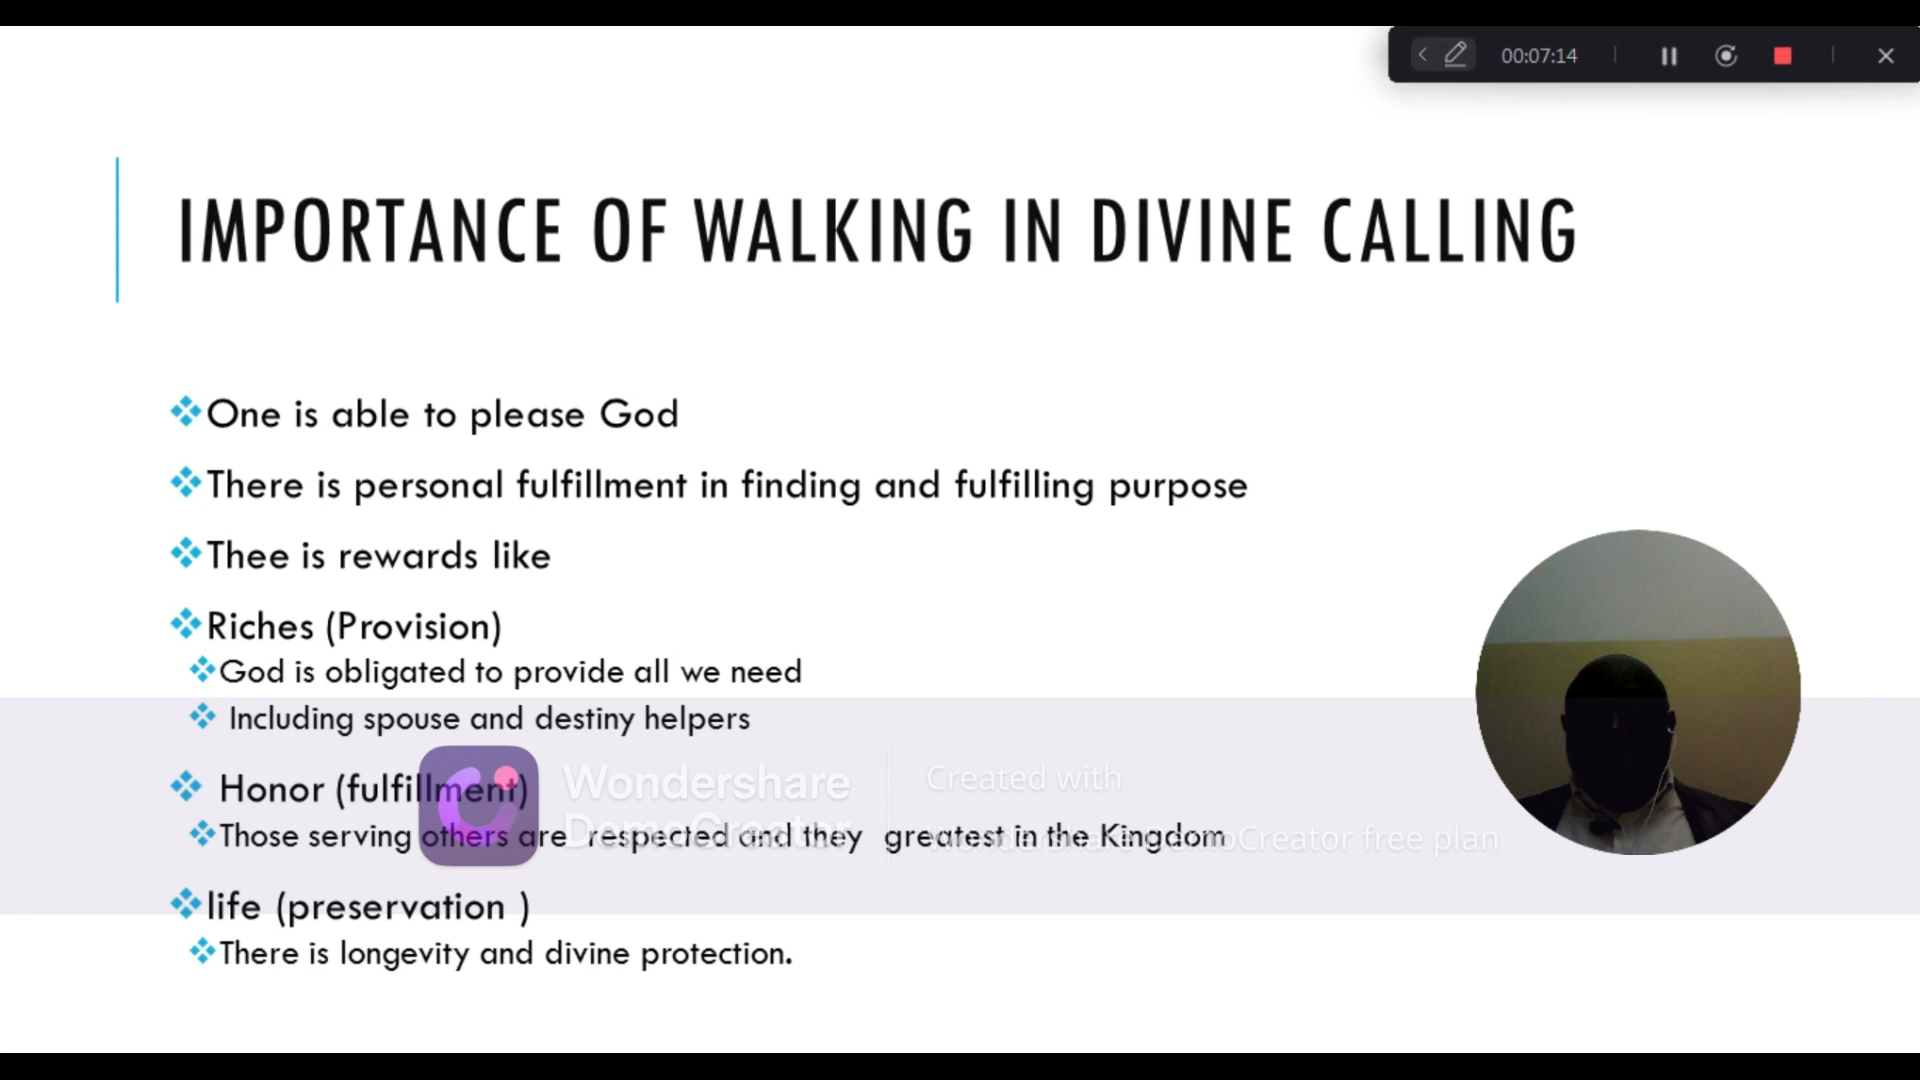 00:07:14
IMPORTANCE OF WALKING IN DIVINE CALLING
One is able to please God
There is personal fulfillment in finding and fulfilling purpose
Thee is rewards like
Riches (Provision)
God is obligated to provide all we need
Including spouse and destiny helpers
Honor (fulfillment)
Those serving others are respected and they greatest in the Kingdom
life (preservation )
There is longevity and divine protection.
Wondershare
DemoCreator
Created with
Wondershare DemoCreator free plan